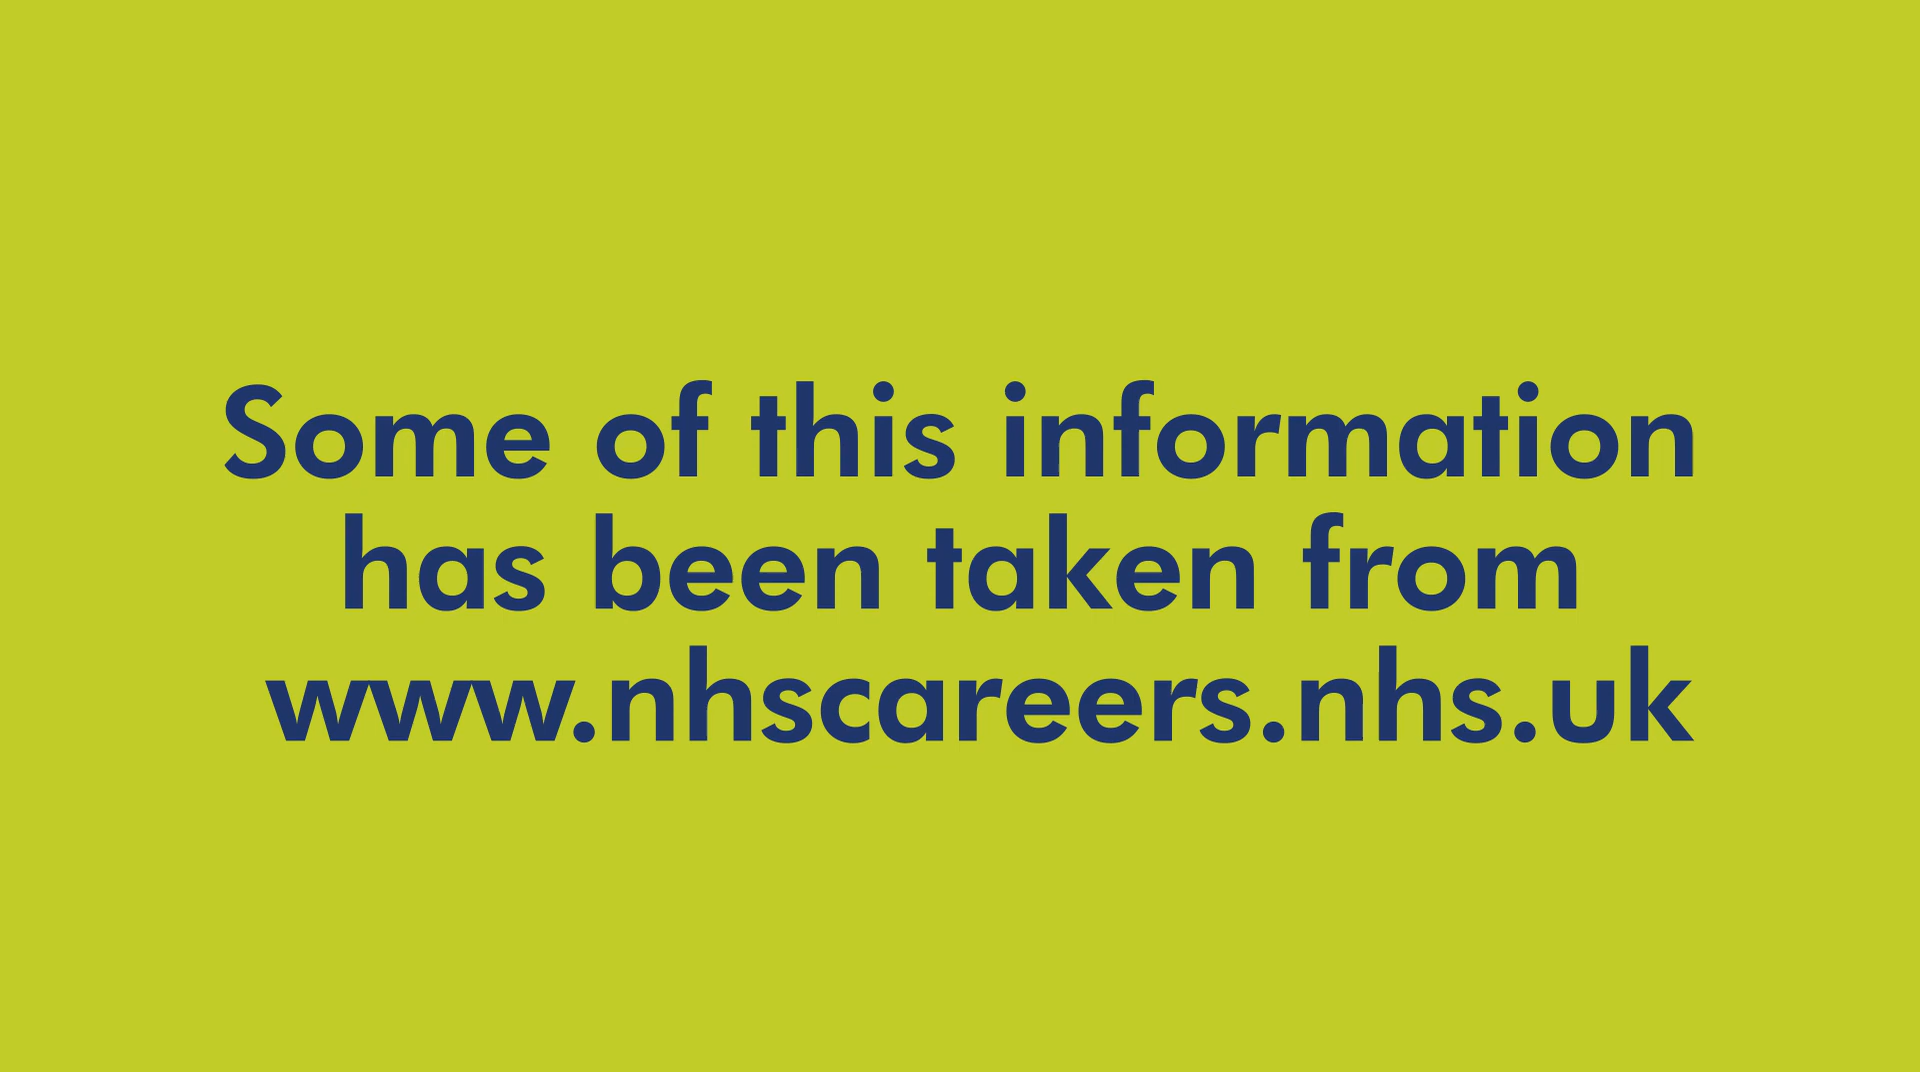 Some of this information
has been taken from
www.nhscareers.nhs.uk